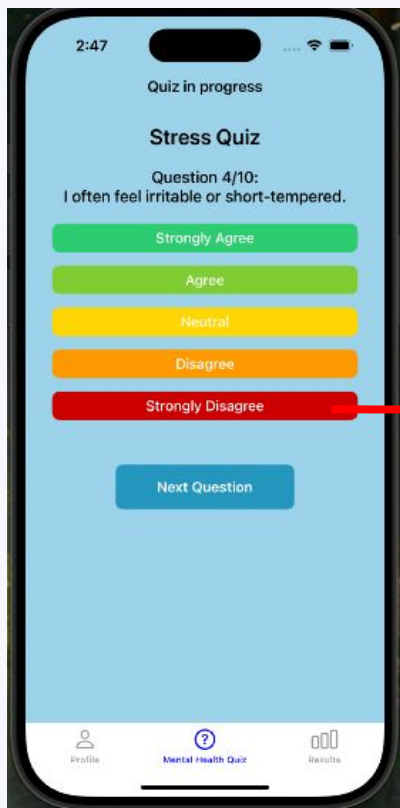 2:47
Quiz in progress
Stress Quiz
Question 4/10:
I often feel irritable or short-tempered.
Strongly Agree
Agree
Neutral
Disagree
Strongly Disagree
Next Question
Profile Mental Health Quiz Results